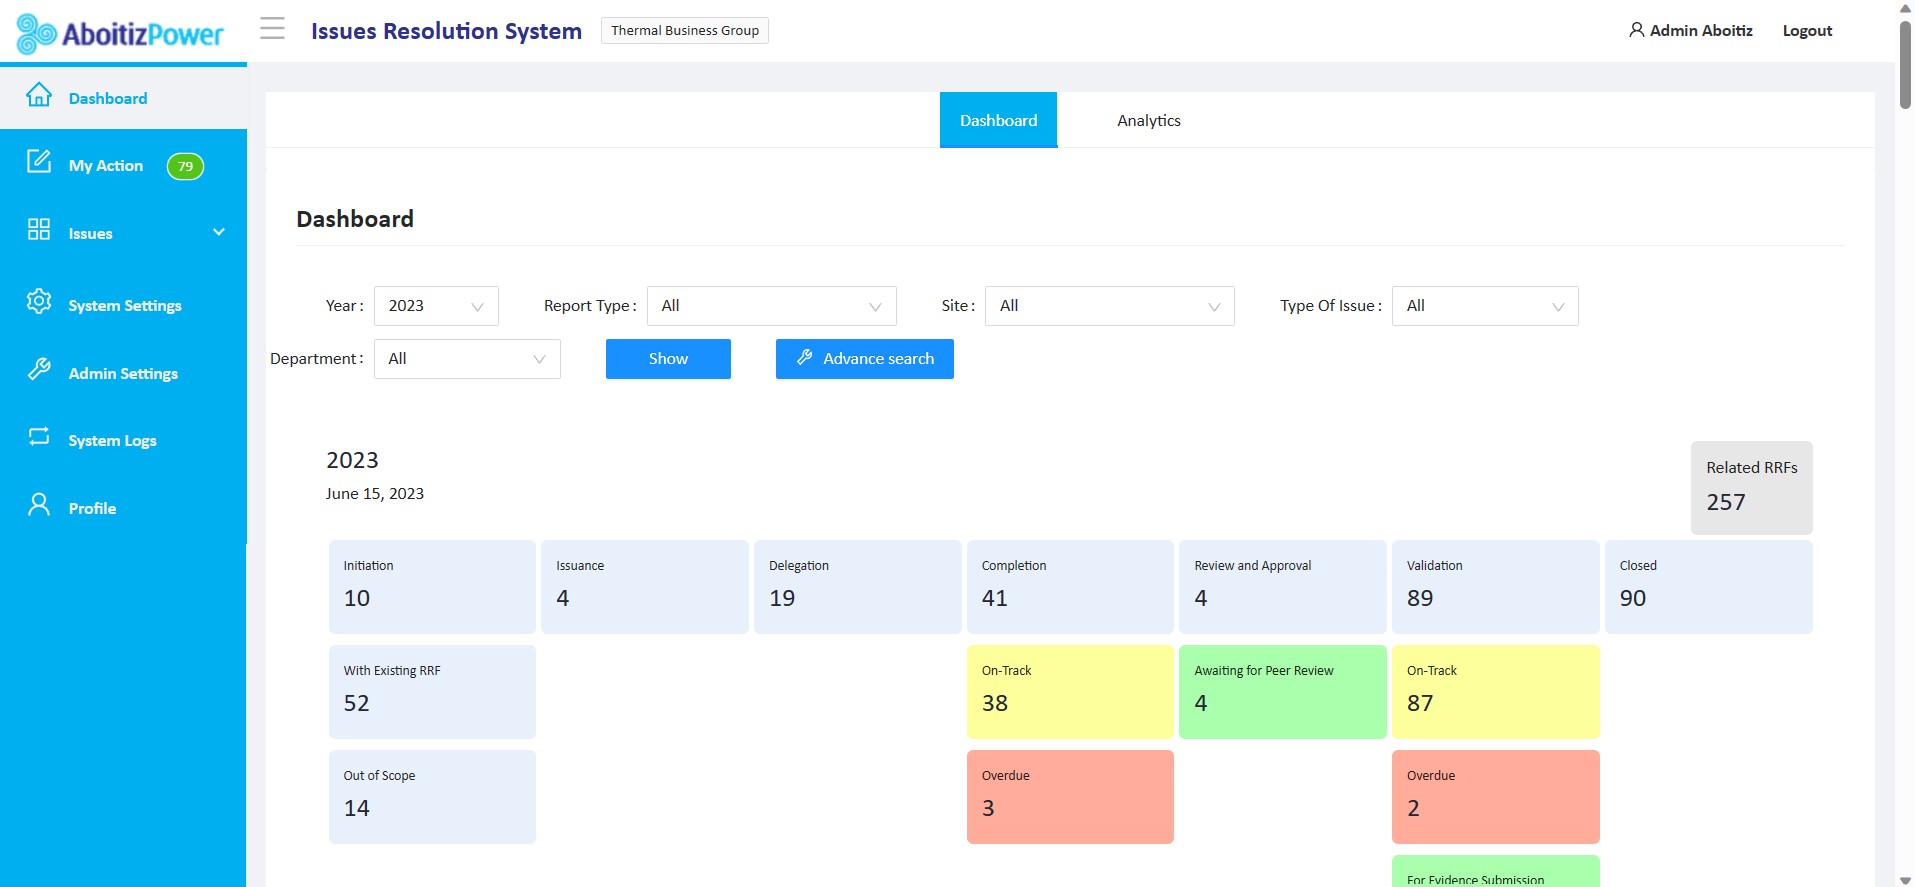 AboitizPower
Issues Resolution System
Thermal Business Group
Admin Aboitiz
Logout
Dashboard
My Action 79
Issues
System Settings
Admin Settings
System Logs
Profile
Dashboard Analytics
Dashboard
Year : 2023 Report Type : All Site : All Type Of Issue : All
Department : All Show Advance search
2023
June 15, 2023
Related RRFs
257
Initiation
10
Issuance
4
Delegation
19
Completion
41
Review and Approval
4
Validation
89
Closed
90
With Existing RRF
52
On-Track
38
Awaiting for Peer Review
4
On-Track
87
Out of Scope
14
Overdue
3
Overdue
2
For Evidence Submission